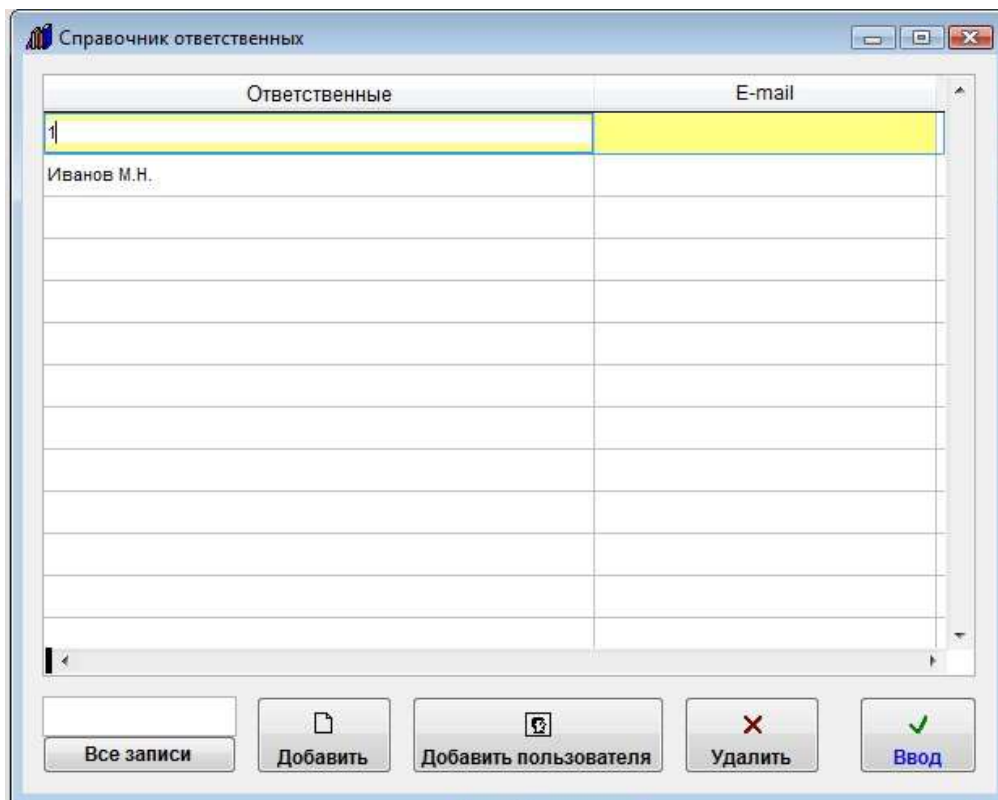 Справочник ответственных
Ответственные E-mail
1
Иванов М.Н.
Все записи Добавить Добавить пользователя Удалить Ввод